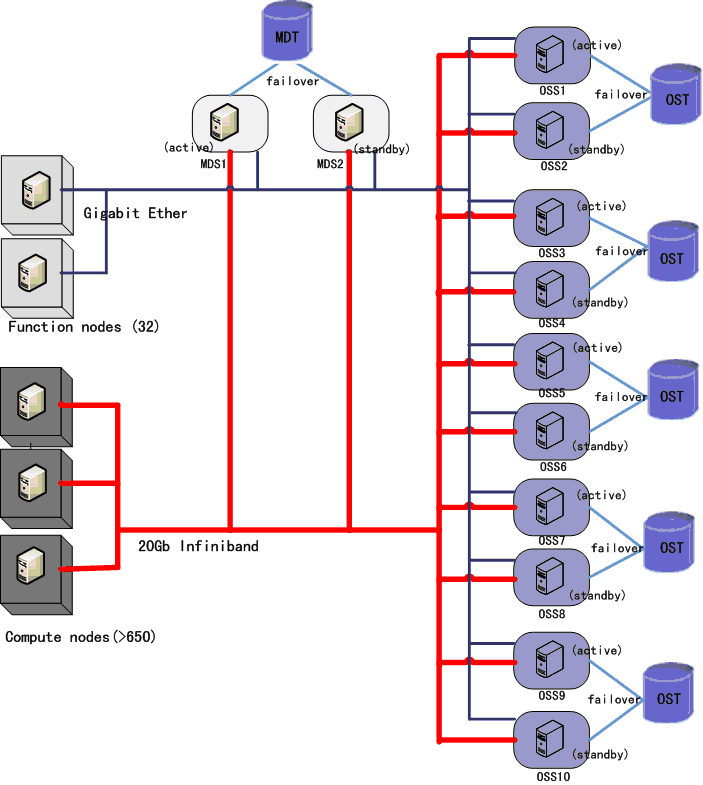 MDT
failover
(active)
MDS1
(standby)
MDS2
Gigabit Ether
Function nodes (32)
20Gb Infiniband
Compute nodes(>650)
(active)
OSS1
failover
OST
(standby)
OSS2
(active)
OSS3
failover
OST
(standby)
OSS4
(active)
OSS5
failover
OST
(standby)
OSS6
(active)
OSS7
failover
OST
(standby)
OSS8
(active)
OSS9
failover
OST
(standby)
OSS10